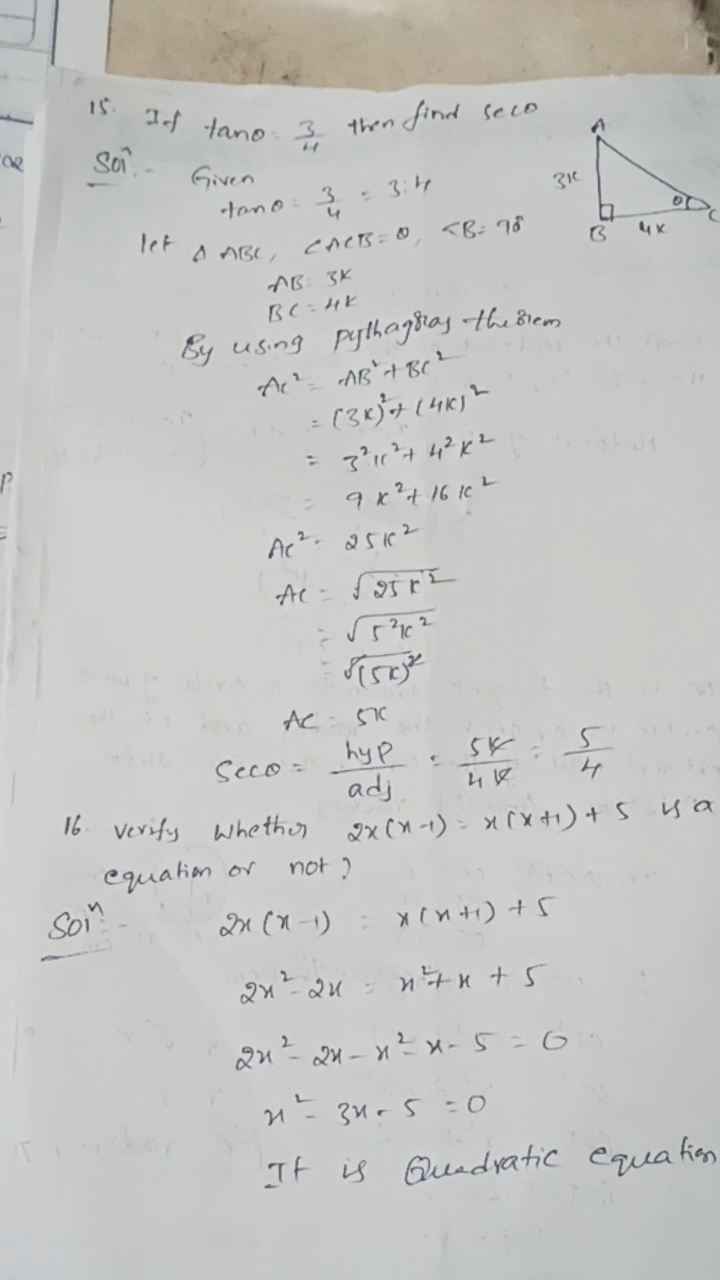 15. If tanθ = 3/4 then find secθ
Solⁿ:- Given
tanθ = 3/4 = 3:4
let Δ ABC, ∠ACB = θ, ∠B = 90
AB = 3K
BC = 4K
A
3K
B
4K
θ
C
By using pythagoras theorem
AC² = AB² + BC²
= (3K)² + (4K)²
= 3²K² + 4²K²
= 9K² + 16K²
AC² = 25K²
AC = √25K²
= √5²K²
= √(5K)²
AC = 5K
Secθ = hyp/adj = 5K/4K = 5/4
16. Verify Whether 2x(x-1) = x(x+1) + 5 is a
equation or not?
Solⁿ:- 2x(x-1) = x(x+1) + 5
2x² - 2x = x² + x + 5
2x² - 2x - x² - x - 5 = 0
x² - 3x - 5 = 0
It is Quadratic equation